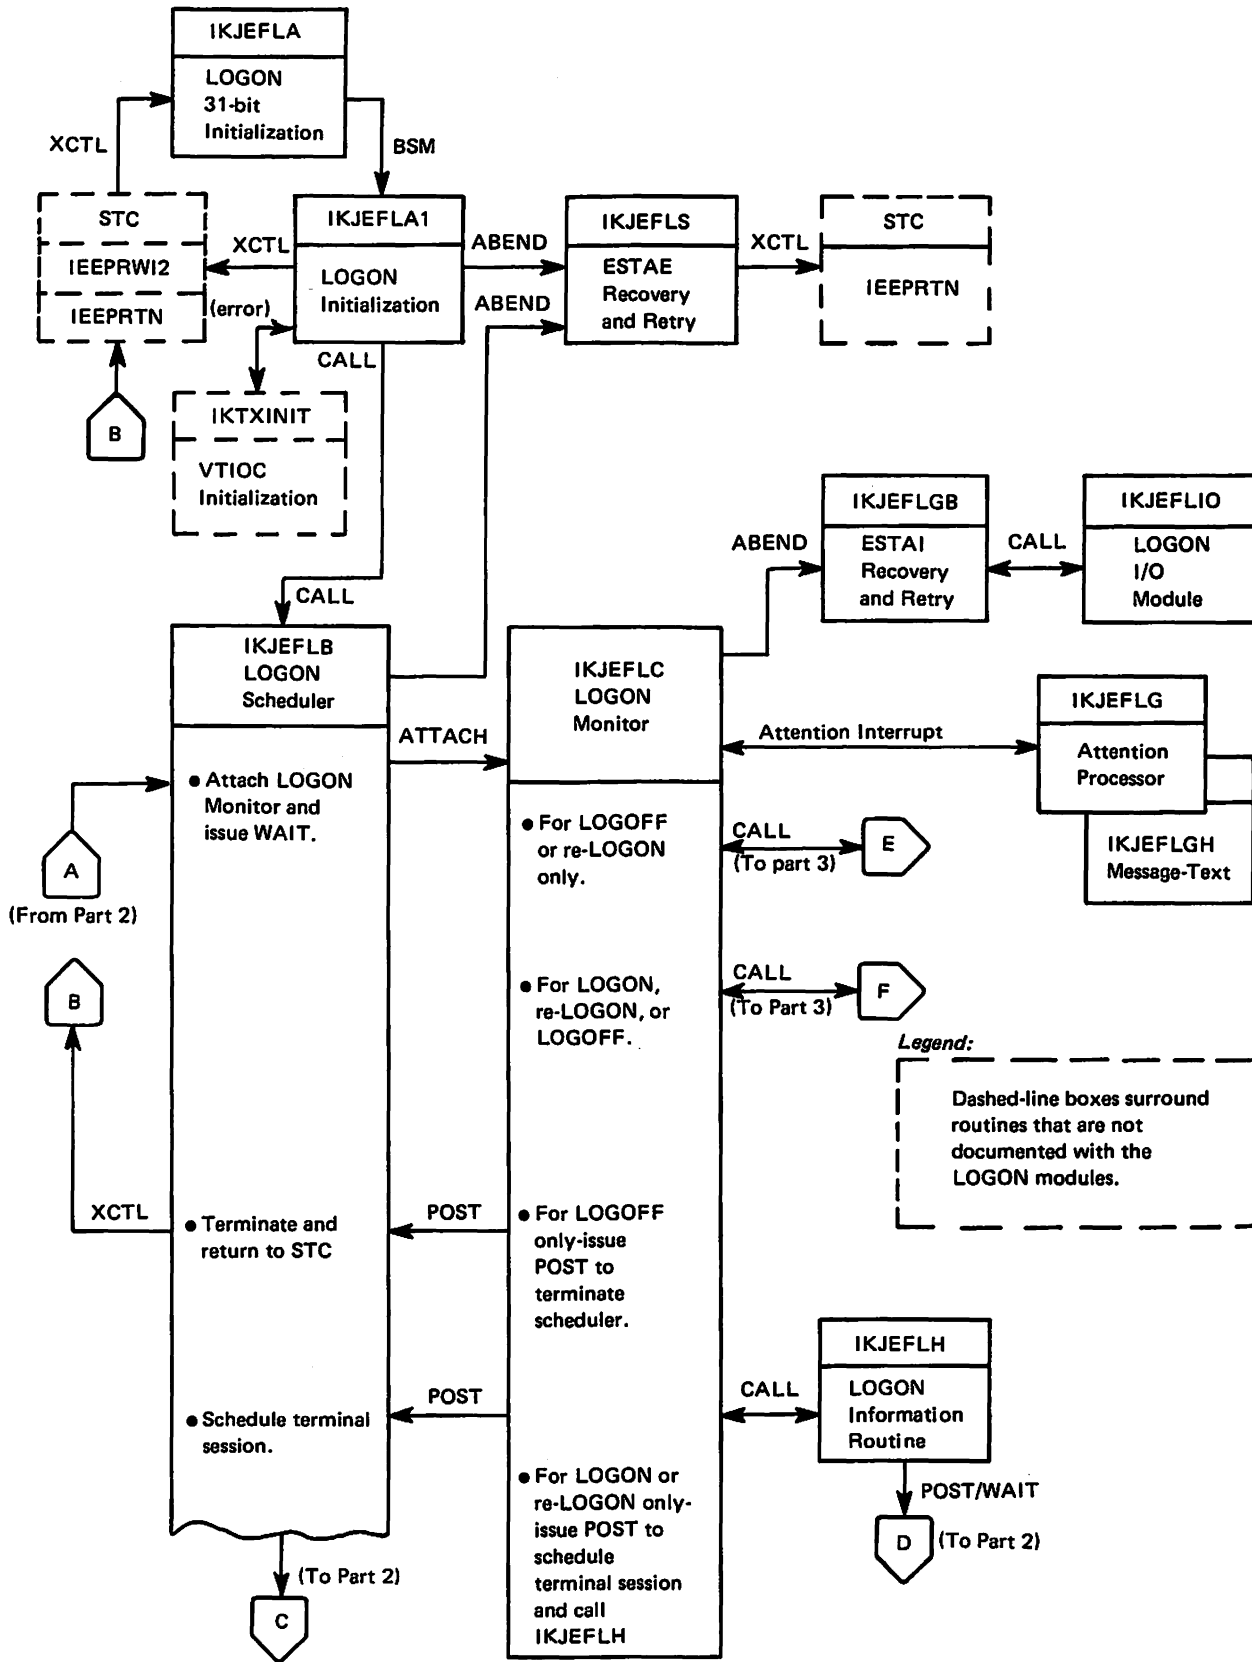 IKJEFLA
LOGON
31-bit
Initialization
XCTL
BSM
STC
IEEPRWI2
IEEPRTN
XCTL
(error)
IKJEFLA1
LOGON
Initialization
ABEND
ABEND
IKJEFLS
ESTAE
Recovery
and Retry
XCTL
STC
IEEPRTN
CALL
B
IKTXINIT
VTIOC
Initialization
CALL
IKJEFLGB
ESTAI
Recovery
and Retry
ABEND
CALL
IKJEFLIO
LOGON
I/O
Module
IKJEFLB
LOGON
Scheduler
ATTACH
IKJEFLC
LOGON
Monitor
Attention Interrupt
IKJEFLG
Attention
Processor
IKJEFLGH
Message-Text
● Attach LOGON
Monitor and
issue WAIT.
A
(From Part 2)
● For LOGOFF
or re-LOGON
only.
CALL
(To part 3)
E
B
● For LOGON,
re-LOGON, or
LOGOFF.
CALL
(To Part 3)
F
Legend:
Dashed-line boxes surround
routines that are not
documented with the
LOGON modules.
XCTL
● Terminate and
return to STC
POST
● For LOGOFF
only-issue
POST to
terminate
scheduler.
● Schedule terminal
session.
POST
CALL
IKJEFLH
LOGON
Information
Routine
● For LOGON or
re-LOGON only-
issue POST to
schedule
terminal session
and call
IKJEFLH
POST/WAIT
D
(To Part 2)
(To Part 2)
C